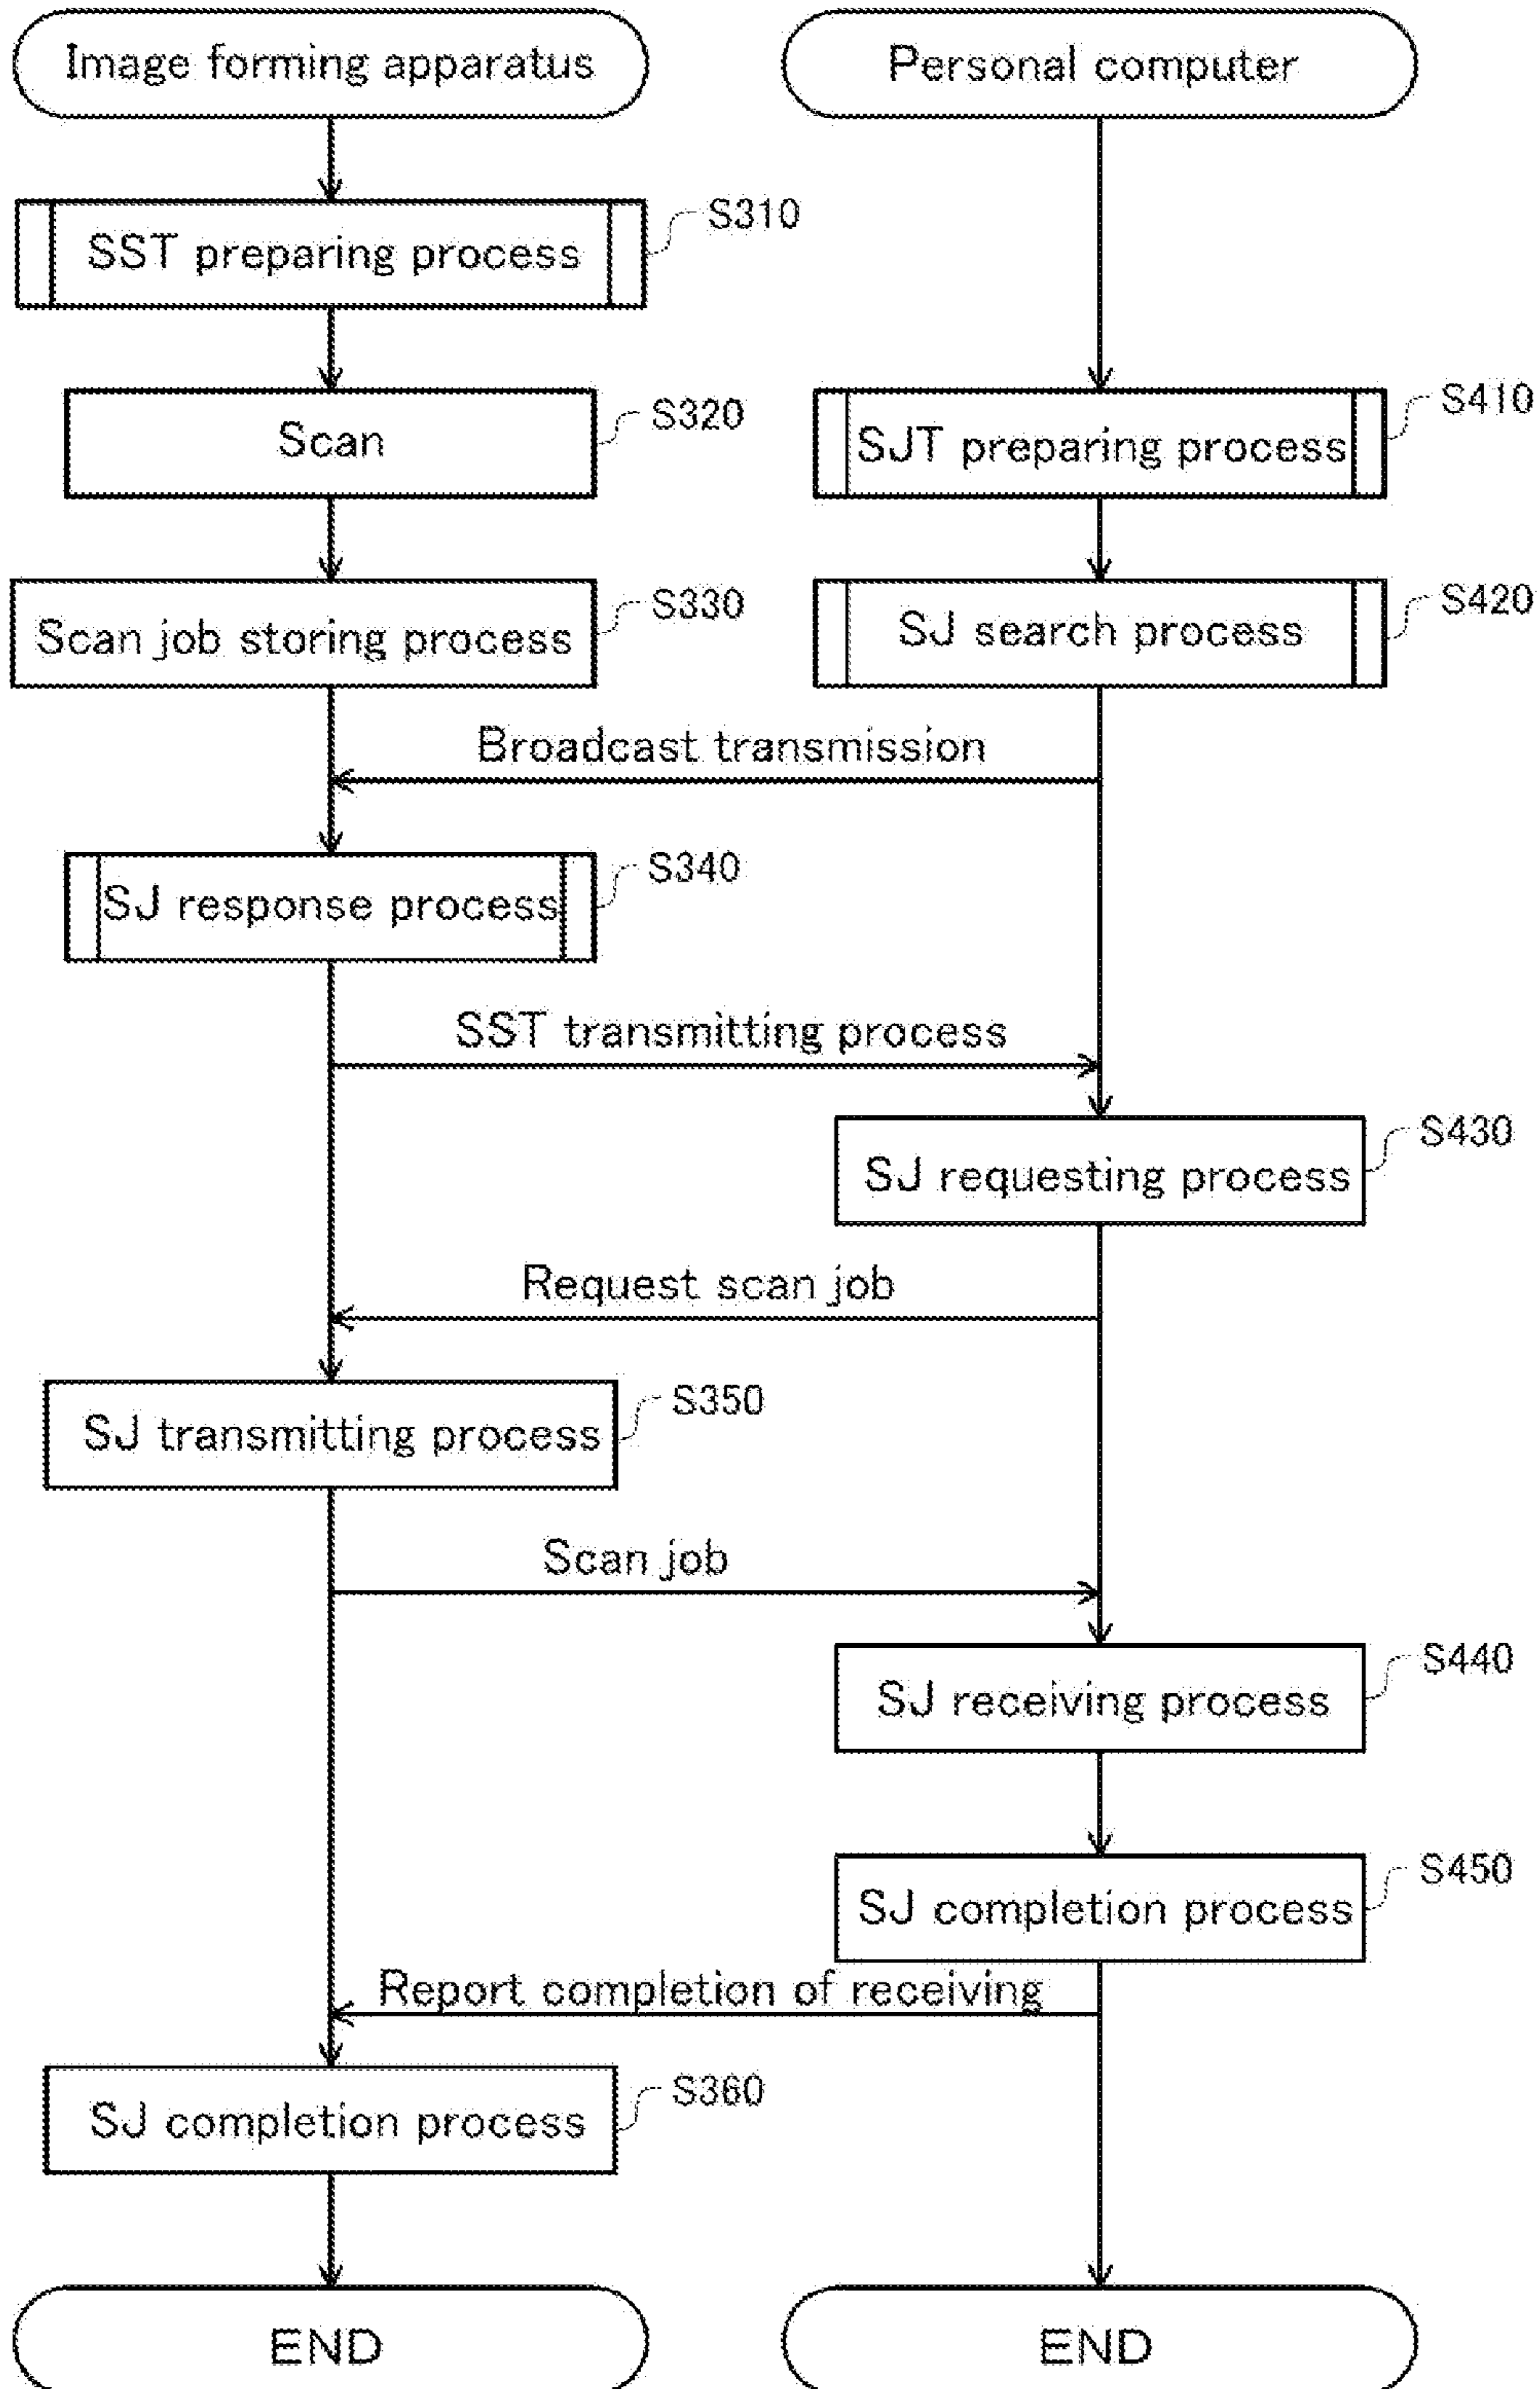 Image forming apparatus
Personal computer
SST preparing process
S310
Scan
S320
SJT preparing process
S410
Scan job storing process
S330
SJ search process
S420
Broadcast transmission
SJ response process
S340
SST transmitting process
SJ requesting process
S430
Request scan job
SJ transmitting process
S350
Scan job
SJ receiving process
S440
SJ completion process
S450
Report completion of receiving
SJ completion process
S360
END
END